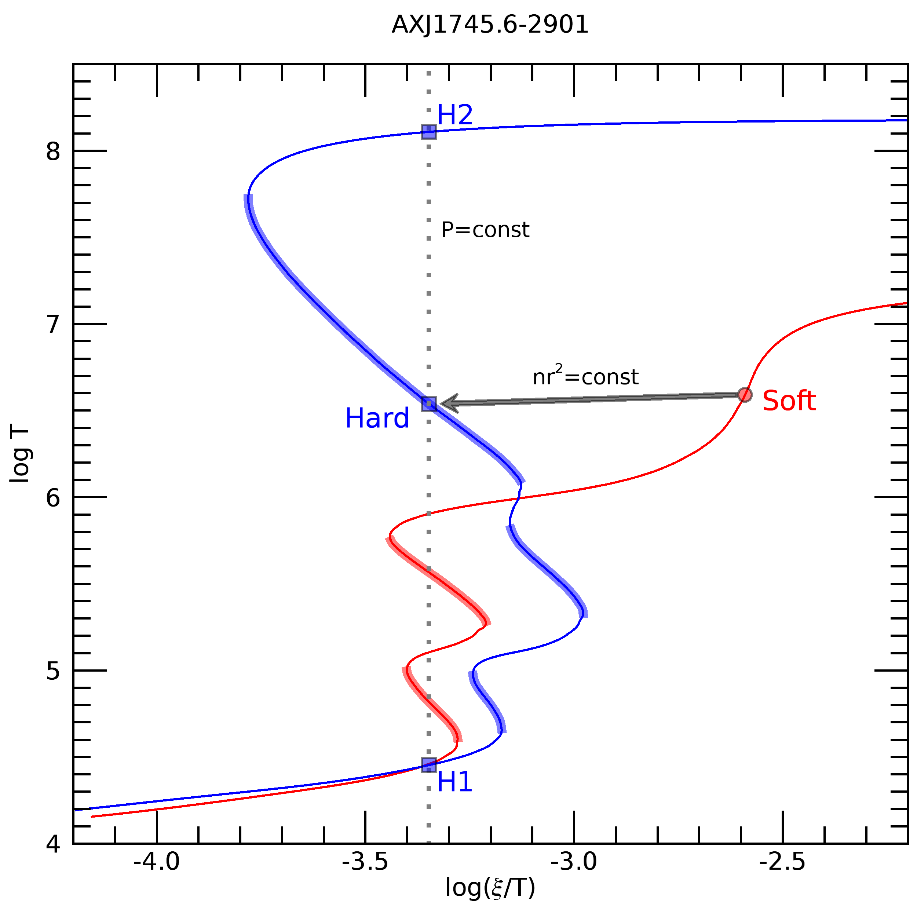 AXJ1745.6-2901
H2
8
P=const
7
nr²=const
Soft
Hard
log T
6
5
H1
4
-4.0
-3.5
-3.0
-2.5
log(ξ/T)